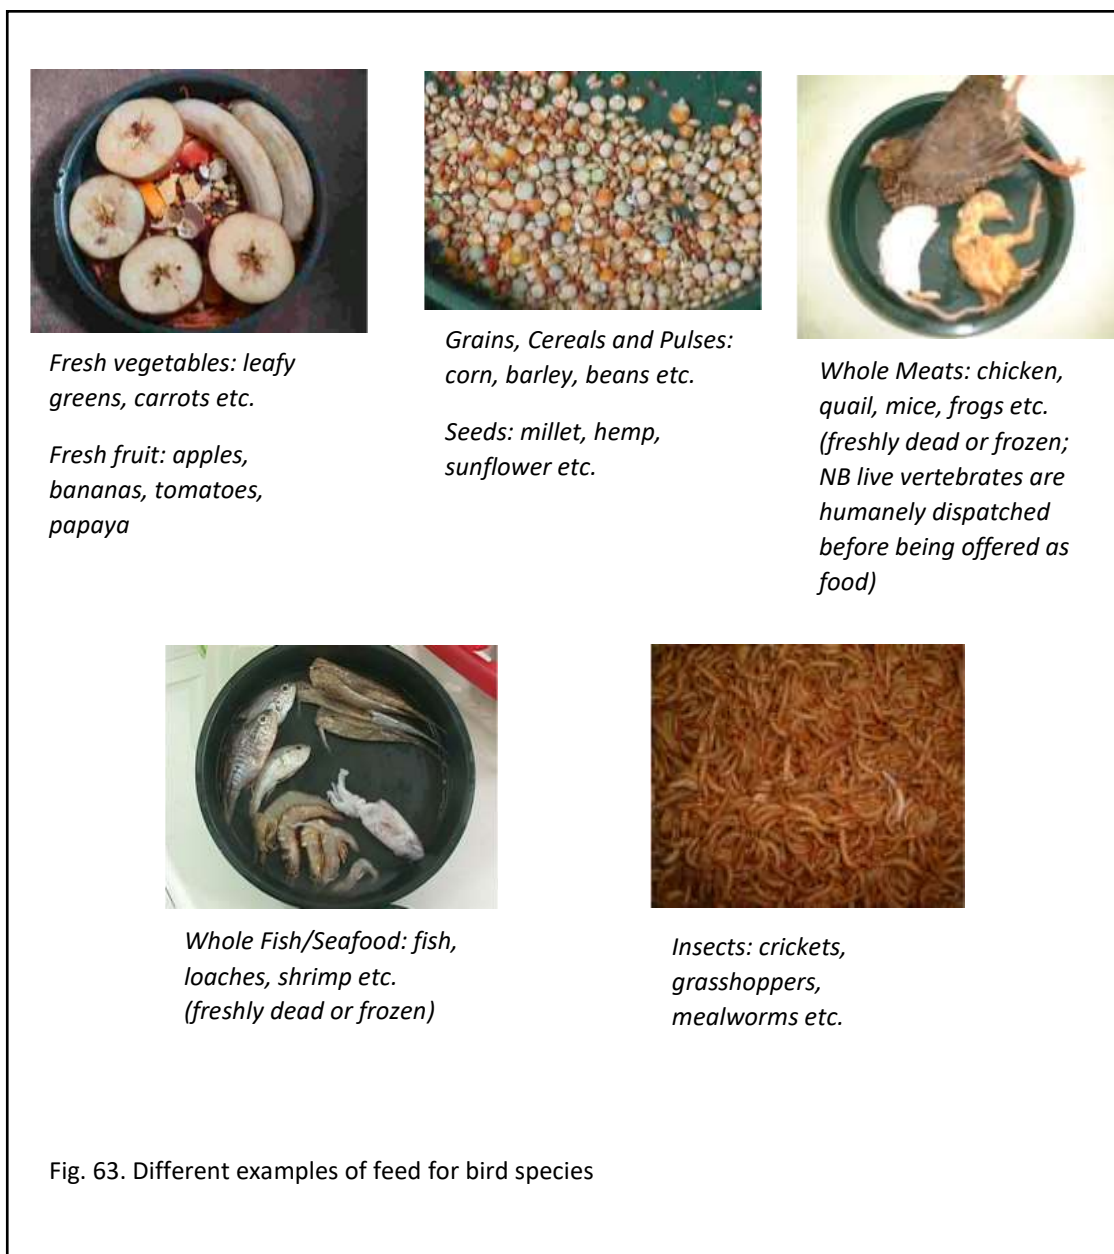 Fresh vegetables: leafy
greens, carrots etc.
Fresh fruit: apples,
bananas, tomatoes,
papaya
Grains, Cereals and Pulses:
corn, barley, beans etc.
Seeds: millet, hemp,
sunflower etc.
Whole Meats: chicken,
quail, mice, frogs etc.
(freshly dead or frozen;
NB live vertebrates are
humanely dispatched
before being offered as
food)
Whole Fish/Seafood: fish,
loaches, shrimp etc.
(freshly dead or frozen)
Insects: crickets,
grasshoppers,
mealworms etc.
Fig. 63. Different examples of feed for bird species